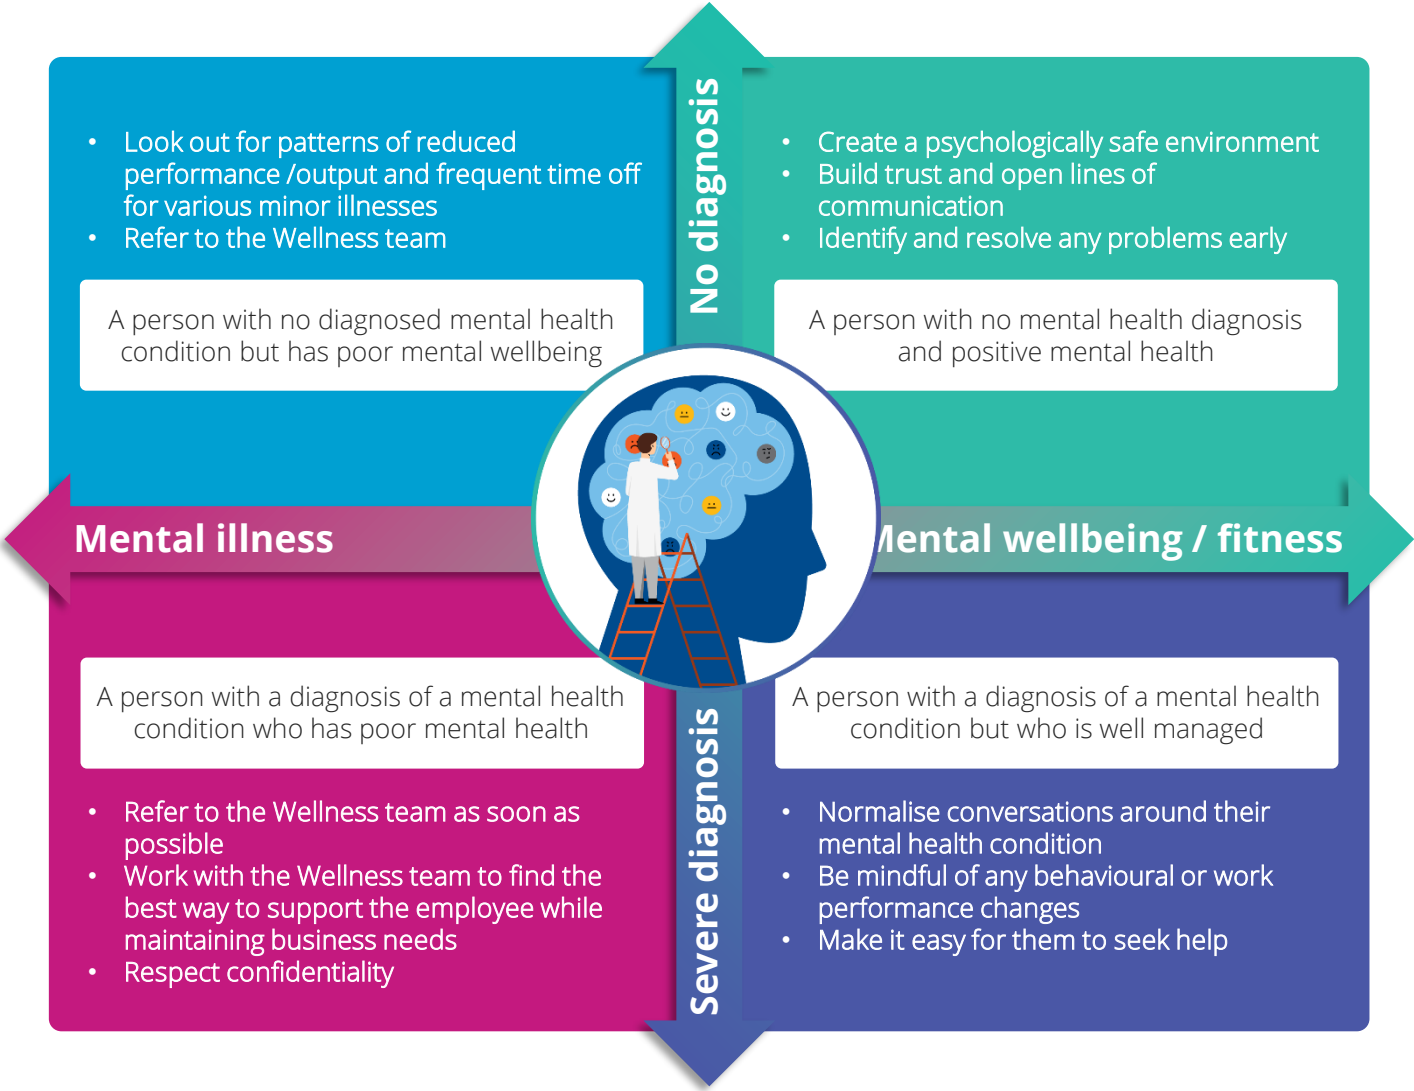 No diagnosis
• Look out for patterns of reduced
performance /output and frequent time off
for various minor illnesses
• Refer to the Wellness team
A person with no diagnosed mental health
condition but has poor mental wellbeing
• Create a psychologically safe environment
• Build trust and open lines of
communication
• Identify and resolve any problems early
A person with no mental health diagnosis
and positive mental health
Mental illness
Mental wellbeing / fitness
A person with a diagnosis of a mental health
condition who has poor mental health
• Refer to the Wellness team as soon as
possible
• Work with the Wellness team to find the
best way to support the employee while
maintaining business needs
• Respect confidentiality
A person with a diagnosis of a mental health
condition but who is well managed
• Normalise conversations around their
mental health condition
• Be mindful of any behavioural or work
performance changes
• Make it easy for them to seek help
Severe diagnosis